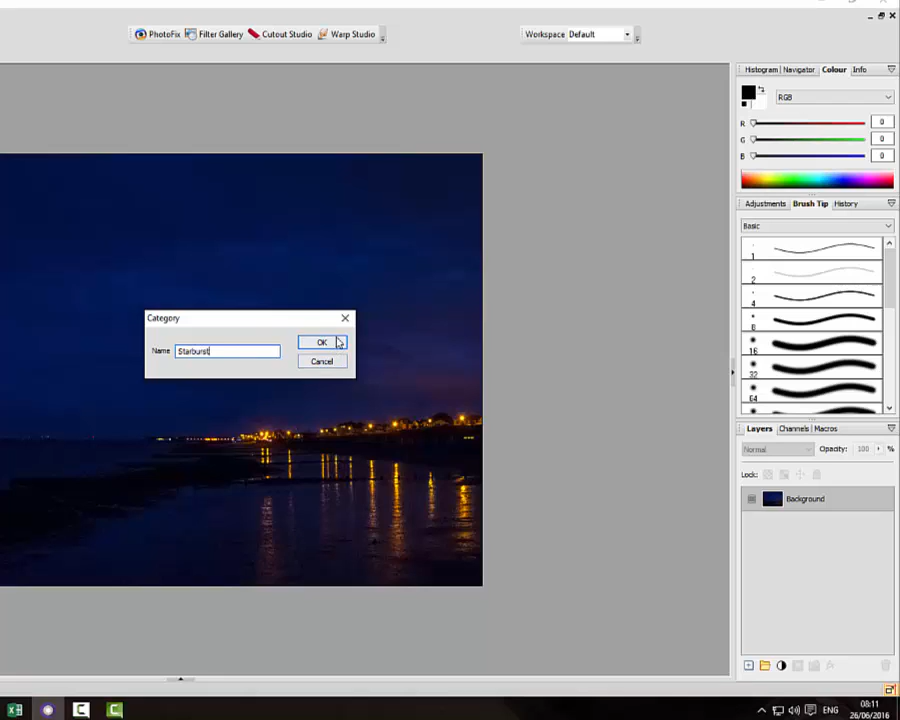 PhotoFix Filter Gallery Cutout Studio Warp Studio Workspace Default
Histogram Navigator Colour Info
RGB
R 0
G 0
B 0
Adjustments Brush Tip History
Basic
1
2
4
8
16
32
64
Category
Name Starburst OK
Cancel
Layers Channels Macros
Normal Opacity: 100 %
Lock:
Background
ENG 08:11
26/06/2016